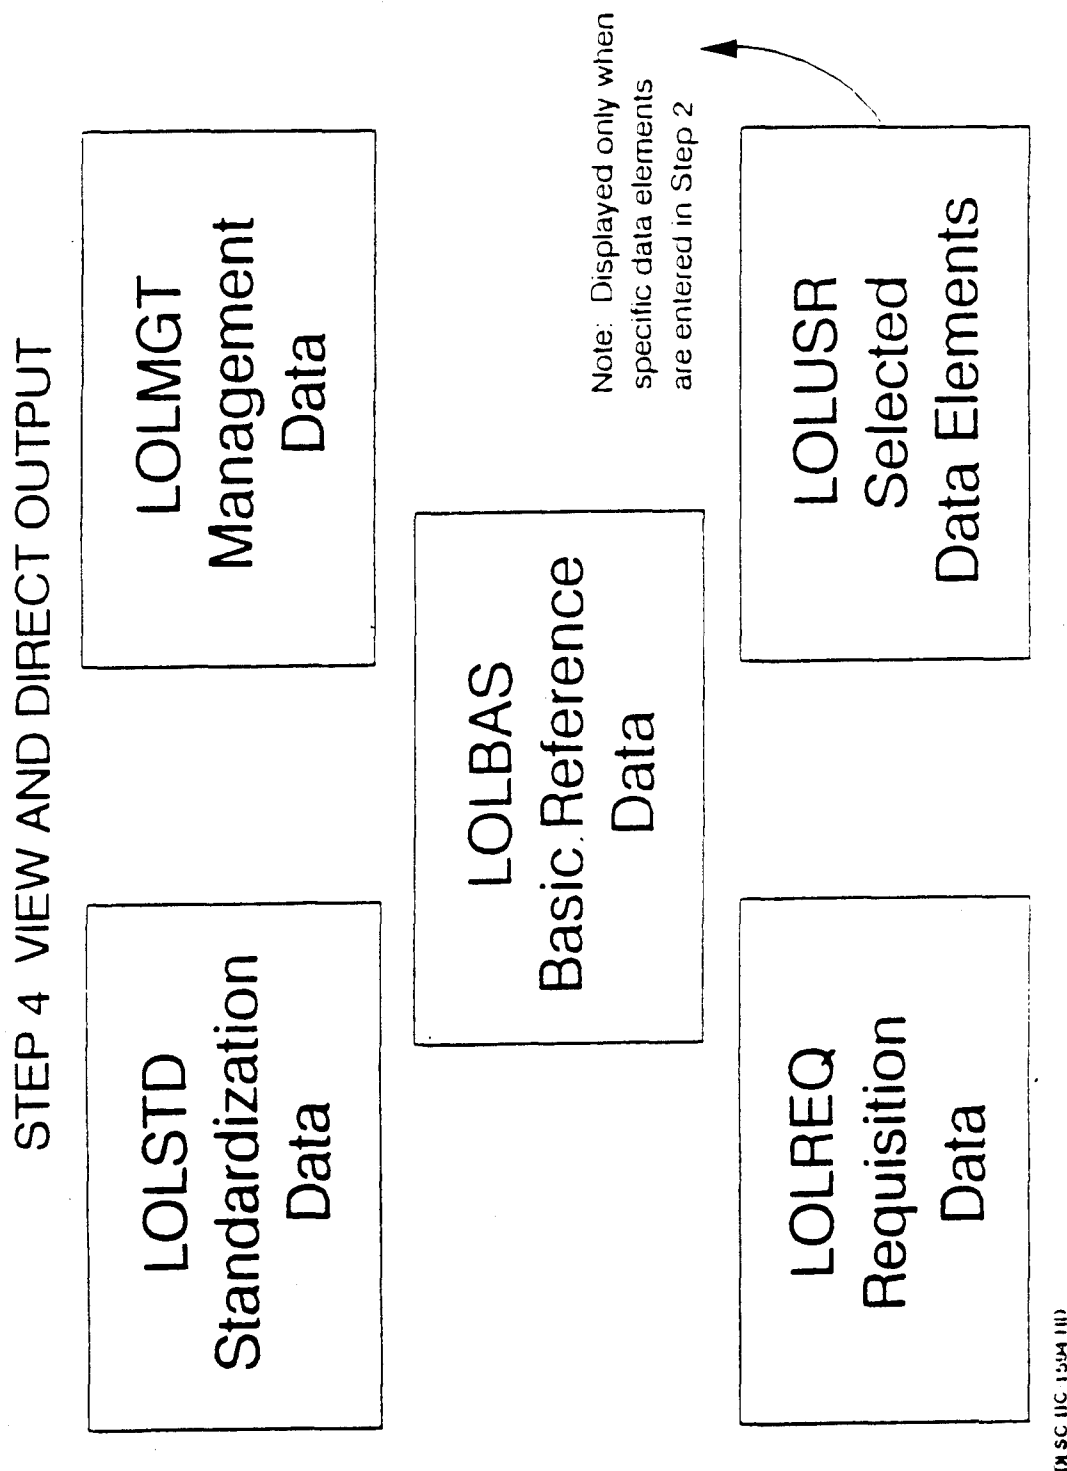 STEP 4 VIEW AND DIRECT OUTPUT
LOLSTD
Standardization
Data
LOLMGT
Management
Data
LOLBAS
Basic Reference
Data
Note: Displayed only when
specific data elements
are entered in Step 2
LOLREQ
Requisition
Data
LOLUSR
Selected
Data Elements